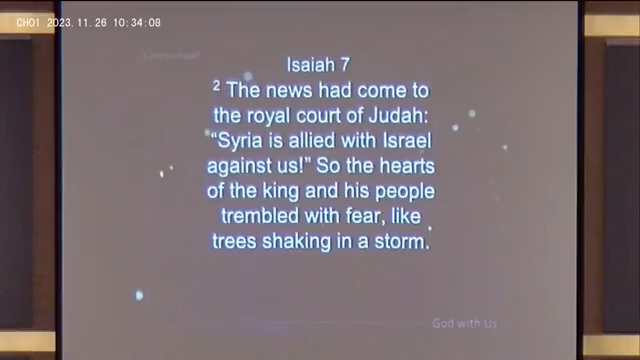 CH01 2023.11.26 10:34:09
Emmanuel
Isaiah 7
2 The news had come to
the royal court of Judah:
“Syria is allied with Israel
against us!” So the hearts
of the king and his people
trembled with fear, like
trees shaking in a storm.
God with Us